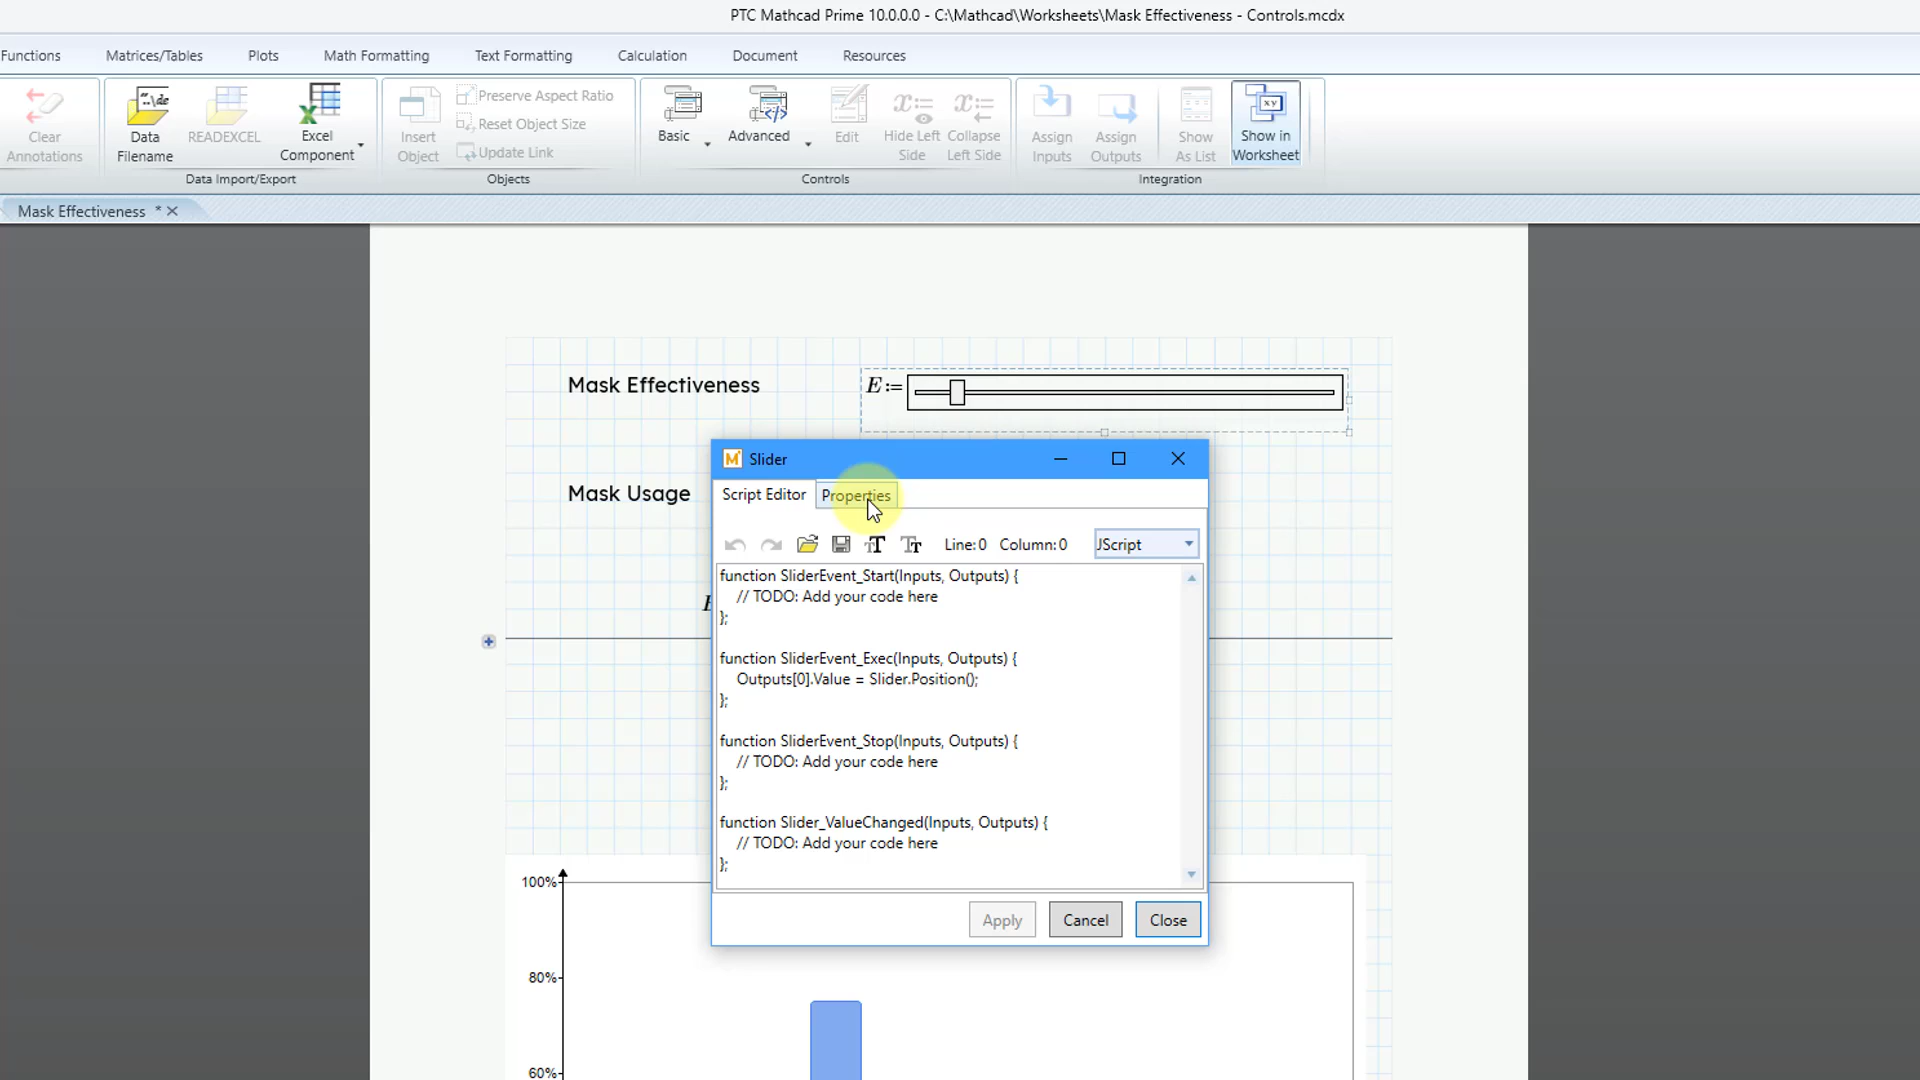 PTC Mathcad Prime 10.0.0.0 - C:\Mathcad\Worksheets\Mask Effectiveness - Controls.mcdx
Functions Matrices/Tables Plots Math Formatting Text Formatting Calculation Document Resources
Clear Annotations
Data Filename
READEXCEL
Excel Component
Insert Object
Preserve Aspect Ratio
Reset Object Size
Update Link
Basic
Advanced
Edit
Hide Left Side
Collapse Left Side
Assign Inputs
Assign Outputs
Show As List
Show in Worksheet
Data Import/Export Objects Controls Integration
Mask Effectiveness * ×
Mask Effectiveness E:=
Slider
Mask Usage
Script Editor Properties
Line:0 Column:0 JScript
function SliderEvent_Start(Inputs, Outputs) {
// TODO: Add your code here
};
function SliderEvent_Exec(Inputs, Outputs) {
Outputs[0].Value = Slider.Position();
};
function SliderEvent_Stop(Inputs, Outputs) {
// TODO: Add your code here
};
function Slider_ValueChanged(Inputs, Outputs) {
// TODO: Add your code here
};
Apply Cancel Close
100%
80%
60%